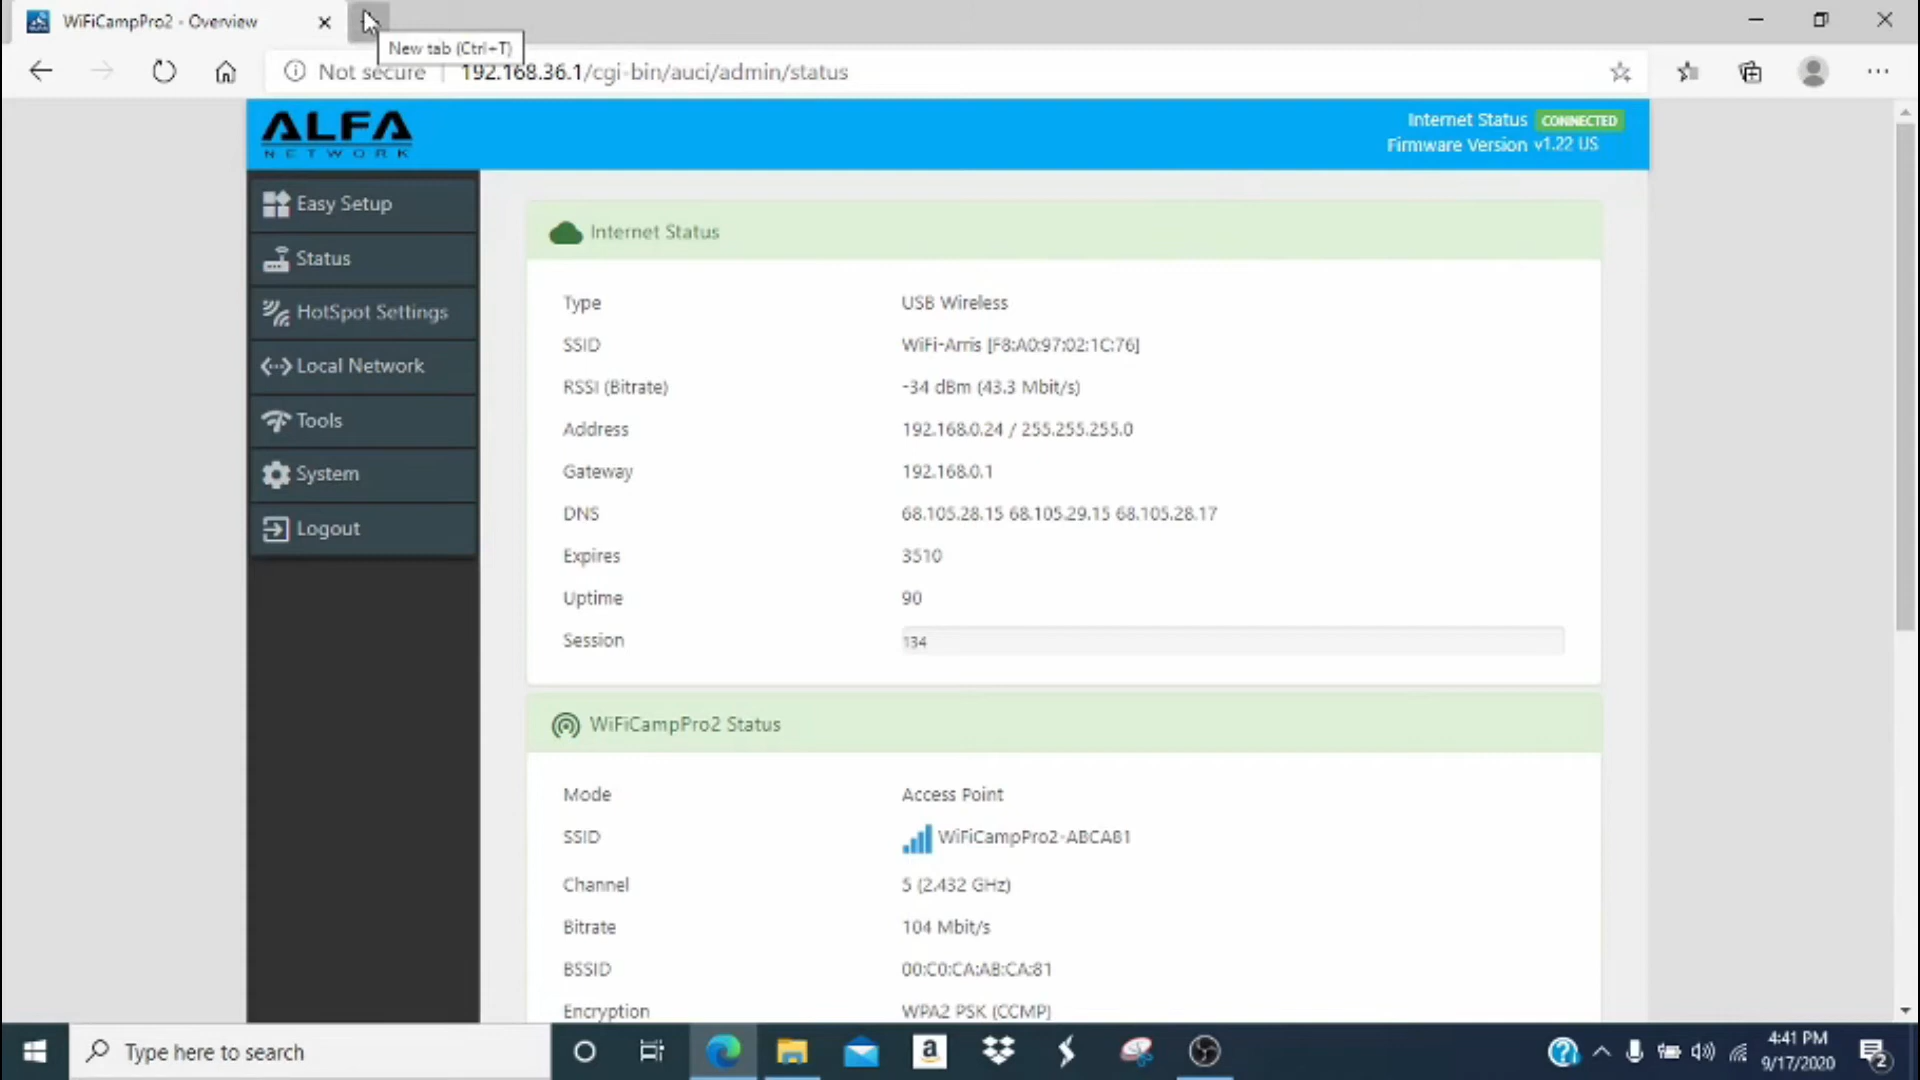 WiFiCampPro2 - Overview
New tab (Ctrl+T)
Not secure
192.168.36.1/cgi-bin/auci/admin/status
ALFA
NETWORK
Internet Status CONNECTED
Firmware Version v1.22 US
Easy Setup
Status
HotSpot Settings
Local Network
Tools
System
Logout
Internet Status
Type USB Wireless
SSID WiFi-Arris [F8:A0:97:02:1C:76]
RSSI (Bitrate) -34 dBm (43.3 Mbit/s)
Address 192.168.0.24 / 255.255.255.0
Gateway 192.168.0.1
DNS 68.105.28.15 68.105.29.15 68.105.28.17
Expires 3510
Uptime 90
Session 134
WiFiCampPro2 Status
Mode Access Point
SSID WiFiCampPro2-ABCA81
Channel 5 (2.432 GHz)
Bitrate 104 Mbit/s
BSSID 00:C0:CA:AB:CA:81
Encryption WPA2 PSK (CCMP)
Type here to search
a
4:41 PM
9/17/2020
2